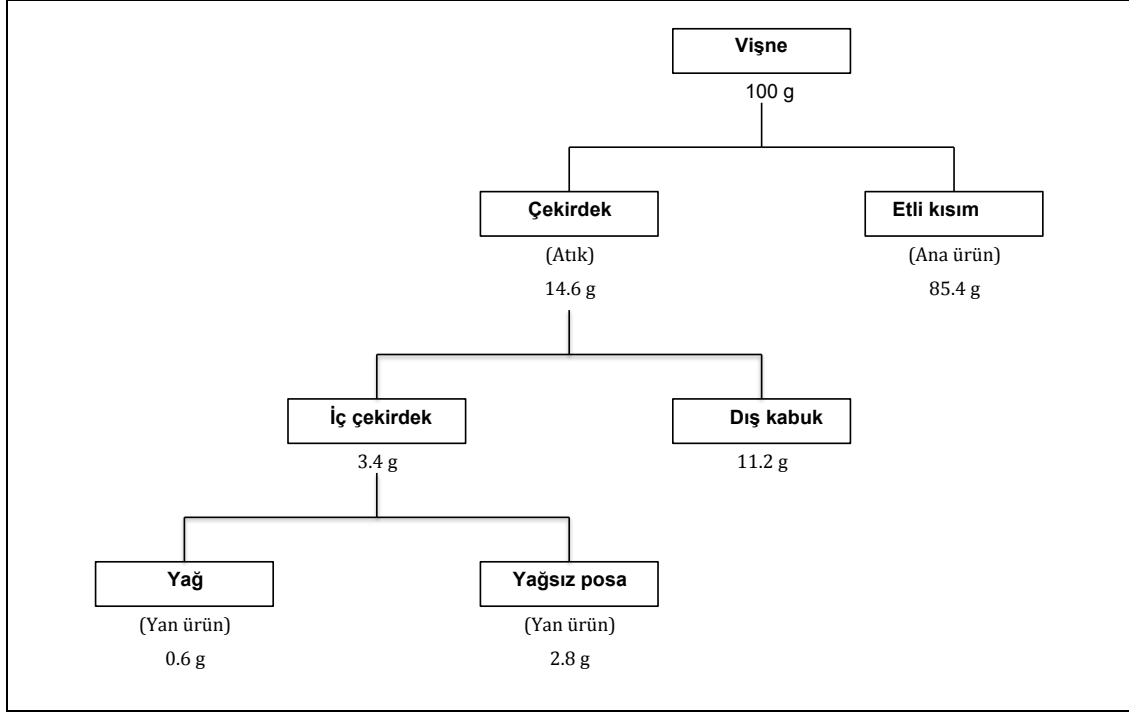 Vişne
100 g
Çekirdek
Etli kısım
(Atık)
(Ana ürün)
14.6 g
85.4 g
İç çekirdek
Dış kabuk
3.4 g
11.2 g
Yağ
Yağsız posa
(Yan ürün)
(Yan ürün)
0.6 g
2.8 g